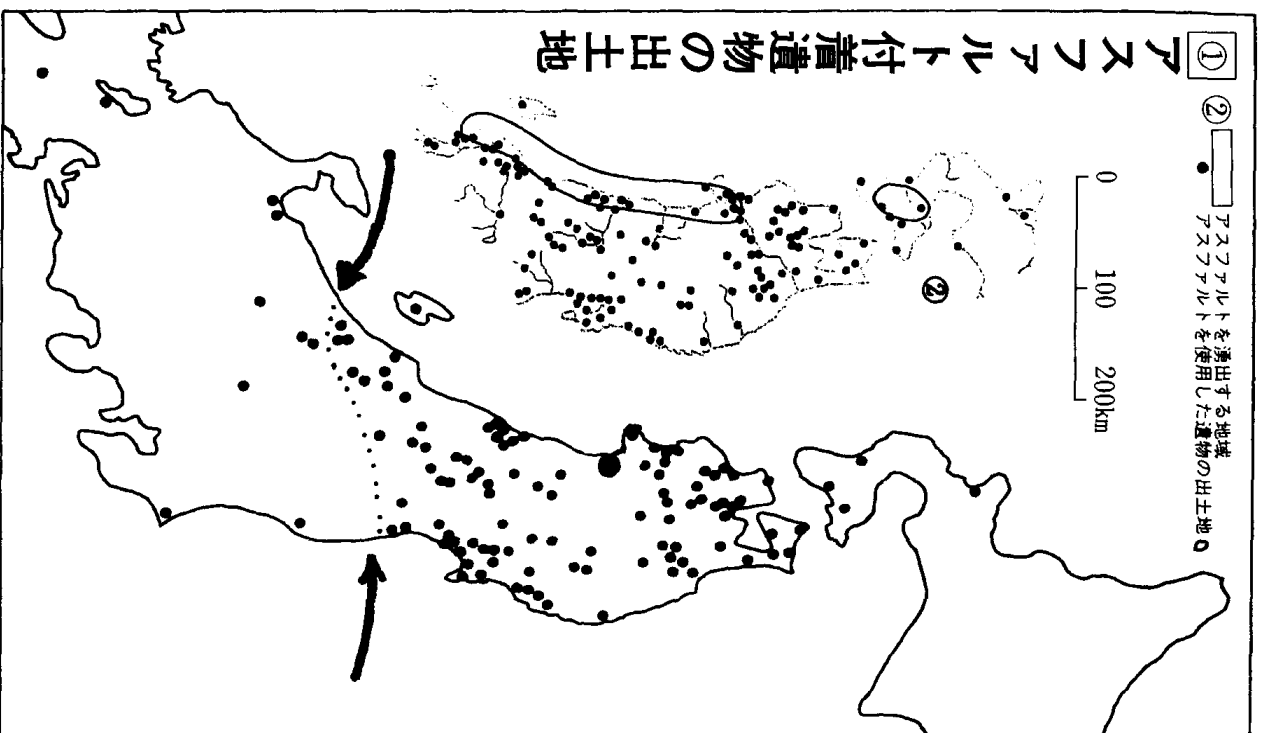 ① アスファルト付着遺物の出土地
② アスファルトを湧出する地域
アスファルトを使用した遺物の出土地
0 100 200km
②